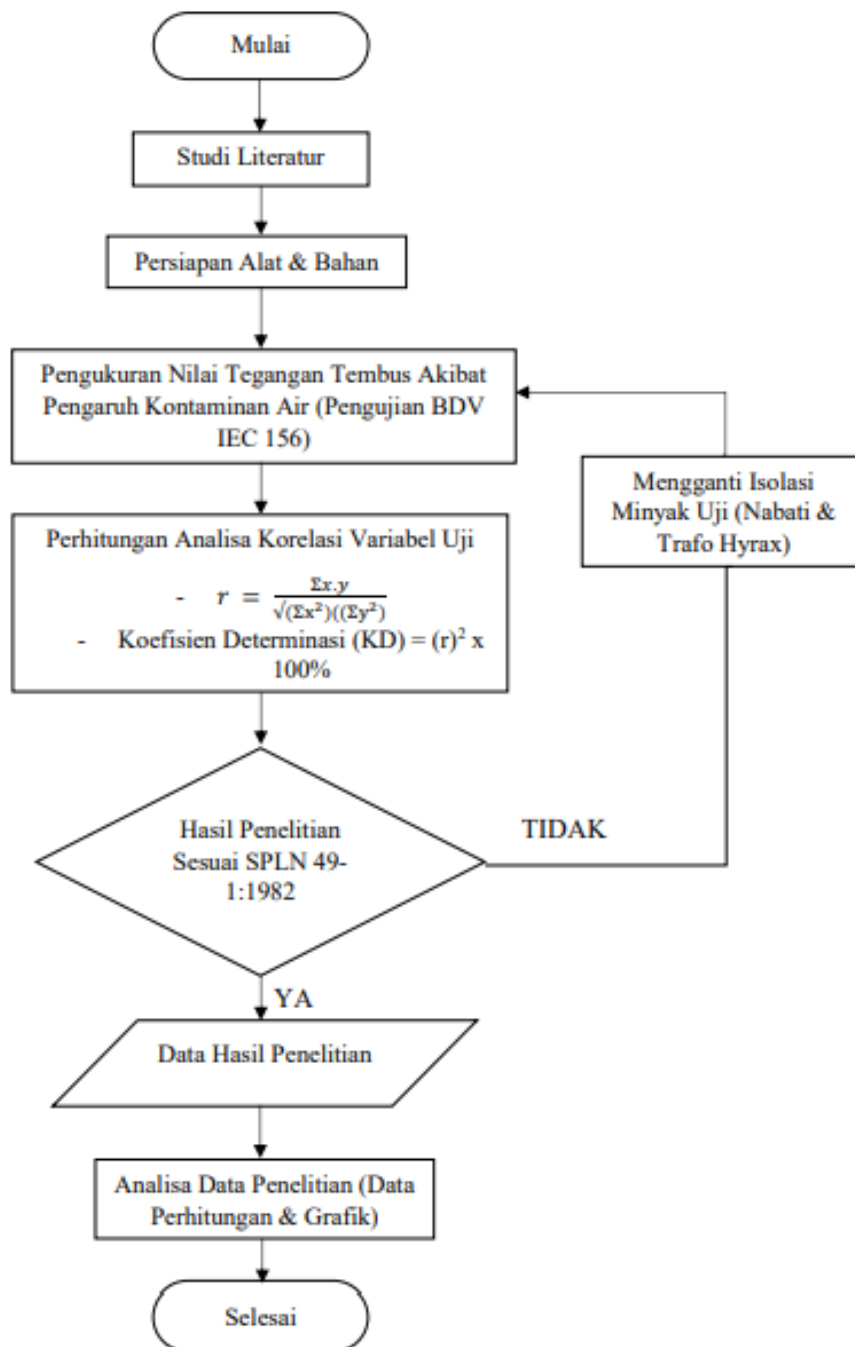 Mulai
Studi Literatur
Persiapan Alat & Bahan
Pengukuran Nilai Tegangan Tembus Akibat
Pengaruh Kontaminan Air (Pengujian BDV
IEC 156)
Mengganti Isolasi
Minyak Uji (Nabati &
Trafo Hyrax)
Perhitungan Analisa Korelasi Variabel Uji
- r = Σx.y / √(Σx²)((Σy²)
- Koefisien Determinasi (KD) = (r)² x
100%
Hasil Penelitian
Sesuai SPLN 49-
1:1982
TIDAK
YA
Data Hasil Penelitian
Analisa Data Penelitian (Data
Perhitungan & Grafik)
Selesai